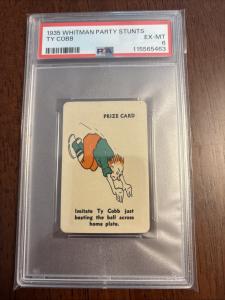 1935 WHITMAN PARTY STUNTS
TY COBB
EX-MT
6
PSA
115565463
PRIZE CARD
Imitate Ty Cobb just
beating the ball across
home plate.